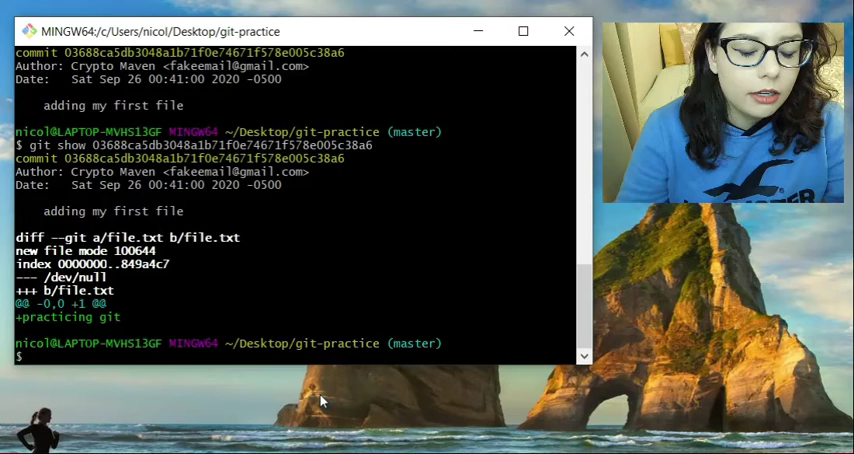 MINGW64:/c/Users/nicol/Desktop/git-practice
commit 03688ca5db3048a1b71f0e74671f578e005c38a6
Author: Crypto Maven <fakeemail@gmail.com>
Date:   Sat Sep 26 00:41:00 2020 -0500
adding my first file
nicol@LAPTOP-MVHS13GF MINGW64 ~/Desktop/git-practice (master)
$ git show 03688ca5db3048a1b71f0e74671f578e005c38a6
commit 03688ca5db3048a1b71f0e74671f578e005c38a6
Author: Crypto Maven <fakeemail@gmail.com>
Date:   Sat Sep 26 00:41:00 2020 -0500
adding my first file
diff --git a/file.txt b/file.txt
new file mode 100644
index 0000000..849a4c7
--- /dev/null
+++ b/file.txt
@@ -0,0 +1 @@
+practicing git
nicol@LAPTOP-MVHS13GF MINGW64 ~/Desktop/git-practice (master)
$